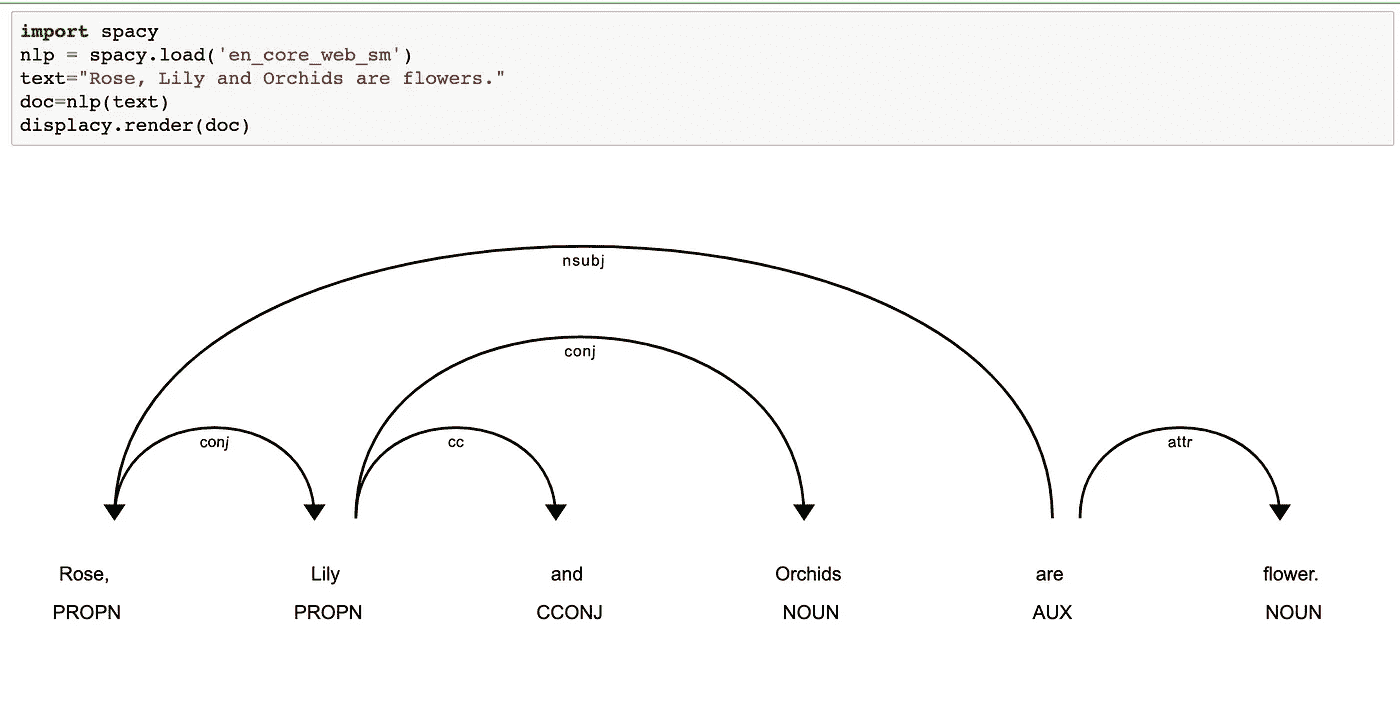 import spacy
nlp = spacy.load('en_core_web_sm')
text="Rose, Lily and Orchids are flowers."
doc=nlp(text)
displacy.render(doc)
nsubj
conj
conj cc attr
Rose, Lily and Orchids are flower.
PROPN PROPN CCONJ NOUN AUX NOUN